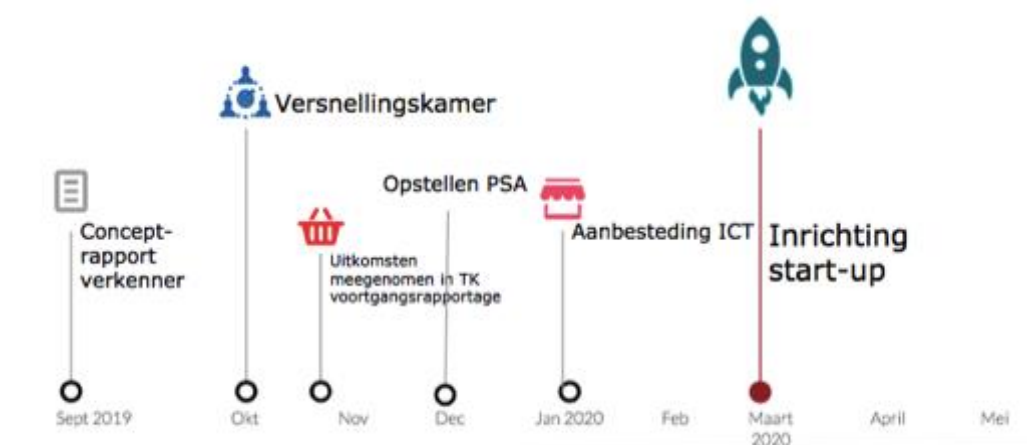 Versnellingskamer
Opstellen PSA
Concept-
rapport
verkenner
Uitkomsten
meegenomen in TK
voortgangsrapportage
Aanbesteding ICT
Inrichting
start-up
Sept 2019
Okt
Nov
Dec
Jan 2020
Feb
Maart
2020
April
Mei